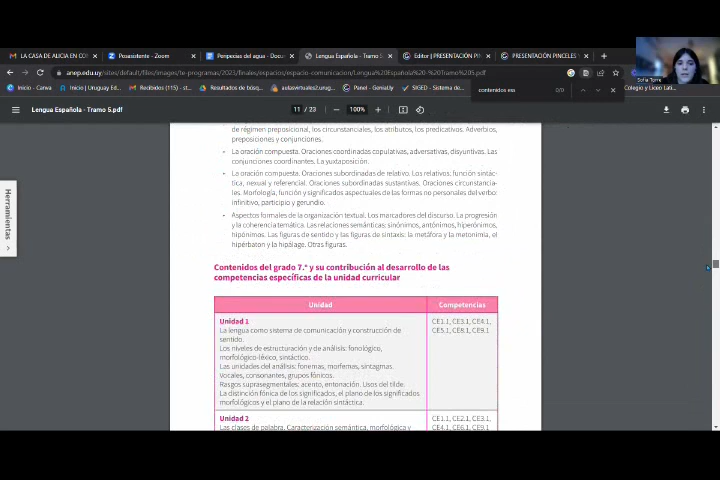 LA CASA DE ALICIA EN CO
Posasistente - Zoom
Peripecias del agua - Docu
Lengua Española - Tramo 5
Editor | PRESENTACIÓN PIN
PRESENTACIÓN PINCELES
anep.edu.uy/sites/default/files/images/te-programas/2023/finales/espacios/espacio-comunicacion/Lengua%20Española%20-%20Tramo%205.pdf
Inicio - Canva
Inicio | Uruguay Ed
Recibidos (115) - s
Resultados de búsq
aulasvirtuales2.urugu
Panel - Genially
SIGED - Sistema de
Colegio y Liceo Lati
contenidos esa
0/0
Sofía Torre
Lengua Española - Tramo 5.pdf
11 / 23
100%
Herramientas
de régimen preposicional, los circunstanciales, los atributos, los predicativos. Adverbios,
preposiciones y conjunciones.
• La oración compuesta. Oraciones coordinadas copulativas, adversativas, disyuntivas. Las
conjunciones coordinantes. La yuxtaposición.
• La oración compuesta. Oraciones subordinadas de relativo. Los relativos: función sintác-
tica, nexual y referencial. Oraciones subordinadas sustantivas. Oraciones circunstancia-
les. Morfología, función y significados aspectuales de las formas no personales del verbo:
infinitivo, participio y gerundio.
• Aspectos formales de la organización textual. Los marcadores del discurso. La progresión
y la coherencia temática. Las relaciones semánticas: sinónimos, antónimos, hiperónimos,
hipónimos. Las figuras de sentido y las figuras de sintaxis: la metáfora y la metonimia, el
hipérbaton y la hipálage. Otras figuras.
Contenidos del grado 7.º y su contribución al desarrollo de las
competencias específicas de la unidad curricular
Unidad
Competencias
Unidad 1
La lengua como sistema de comunicación y construcción de
sentido.
Los niveles de estructuración y de análisis: fonológico,
morfológico-léxico, sintáctico.
Las unidades del análisis: fonemas, morfemas, sintagmas.
Vocales, consonantes, grupos fónicos.
Rasgos suprasegmentales: acento, entonación. Usos del tilde.
La distinción fónica de los significados, el plano de los significados
morfológicos y el plano de la relación sintáctica.
CE1.1, CE3.1, CE4.1,
CE5.1, CE8.1, CE9.1
Unidad 2
Las clases de palabra. Caracterización semántica, morfológica y
CE1.1, CE2.1, CE3.1,
CE4.1, CE6.1, CE9.1